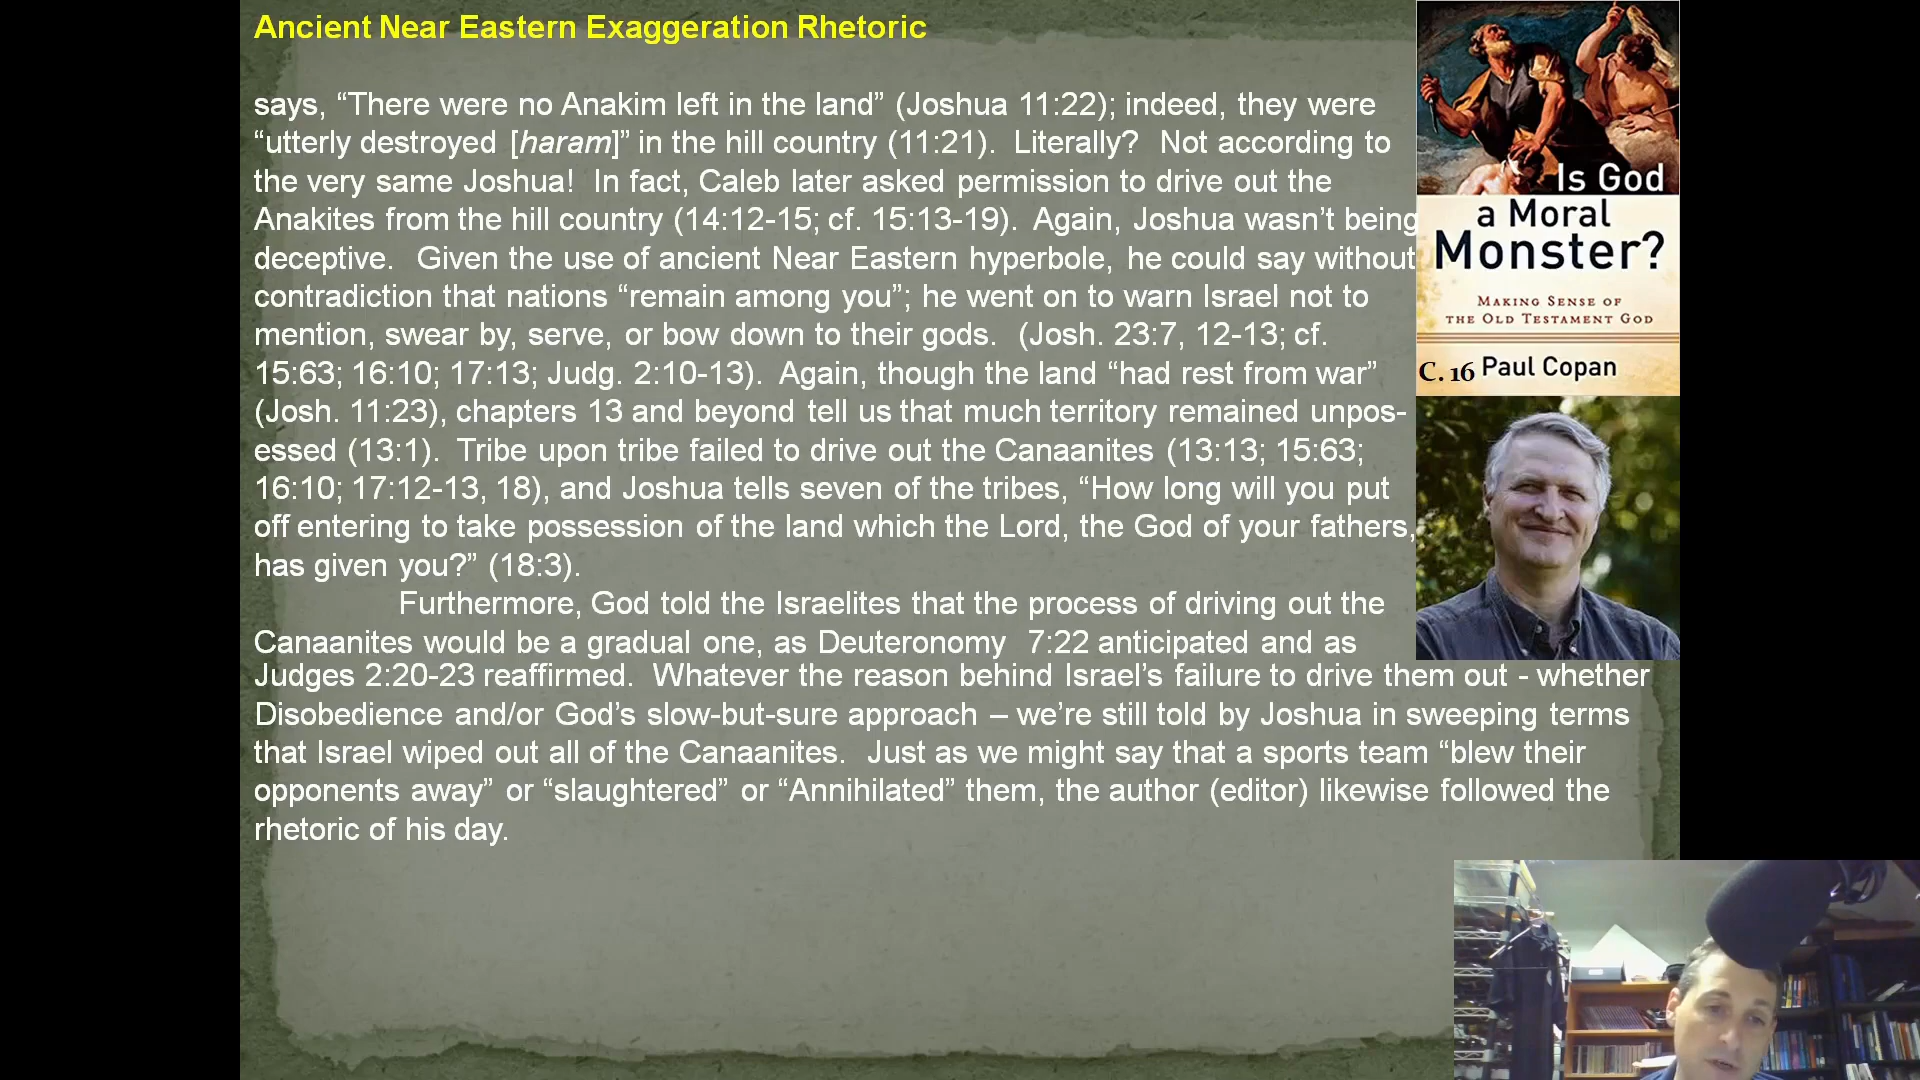 Ancient Near Eastern Exaggeration Rhetoric
says, “There were no Anakim left in the land” (Joshua 11:22); indeed, they were
“utterly destroyed [haram]” in the hill country (11:21).  Literally?  Not according to
the very same Joshua!  In fact, Caleb later asked permission to drive out the
Anakites from the hill country (14:12-15; cf. 15:13-19).  Again, Joshua wasn’t being
deceptive.  Given the use of ancient Near Eastern hyperbole, he could say without
contradiction that nations “remain among you”; he went on to warn Israel not to
mention, swear by, serve, or bow down to their gods.  (Josh. 23:7, 12-13; cf.
15:63; 16:10; 17:13; Judg. 2:10-13).  Again, though the land “had rest from war”
(Josh. 11:23), chapters 13 and beyond tell us that much territory remained unpos-
essed (13:1).  Tribe upon tribe failed to drive out the Canaanites (13:13; 15:63;
16:10; 17:12-13, 18), and Joshua tells seven of the tribes, “How long will you put
off entering to take possession of the land which the Lord, the God of your fathers,
has given you?” (18:3).
Furthermore, God told the Israelites that the process of driving out the
Canaanites would be a gradual one, as Deuteronomy  7:22 anticipated and as
Judges 2:20-23 reaffirmed.  Whatever the reason behind Israel’s failure to drive them out - whether
Disobedience and/or God’s slow-but-sure approach – we’re still told by Joshua in sweeping terms
that Israel wiped out all of the Canaanites.  Just as we might say that a sports team “blew their
opponents away” or “slaughtered” or “Annihilated” them, the author (editor) likewise followed the
rhetoric of his day.
Is God
a Moral
Monster?
MAKING SENSE OF
THE OLD TESTAMENT GOD
C. 16 Paul Copan